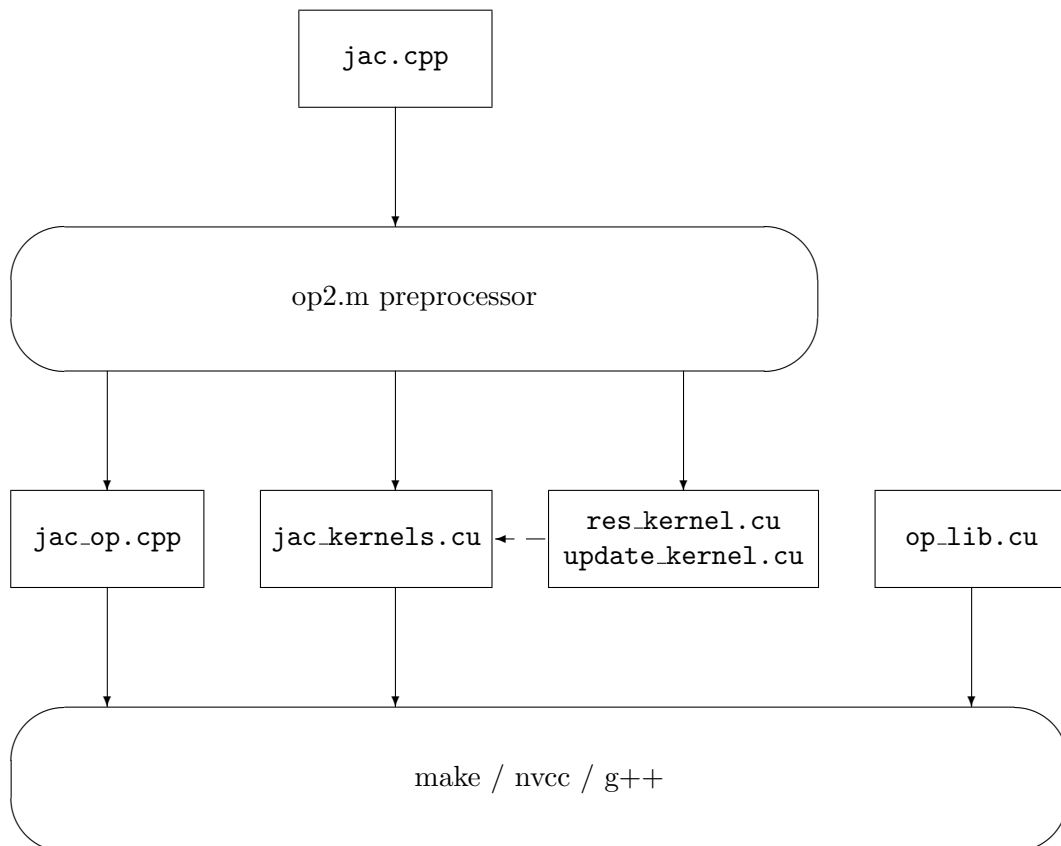 jac.cpp
op2.m preprocessor
jac_op.cpp
jac_kernels.cu
res_kernel.cu
update_kernel.cu
op_lib.cu
make / nvcc / g++